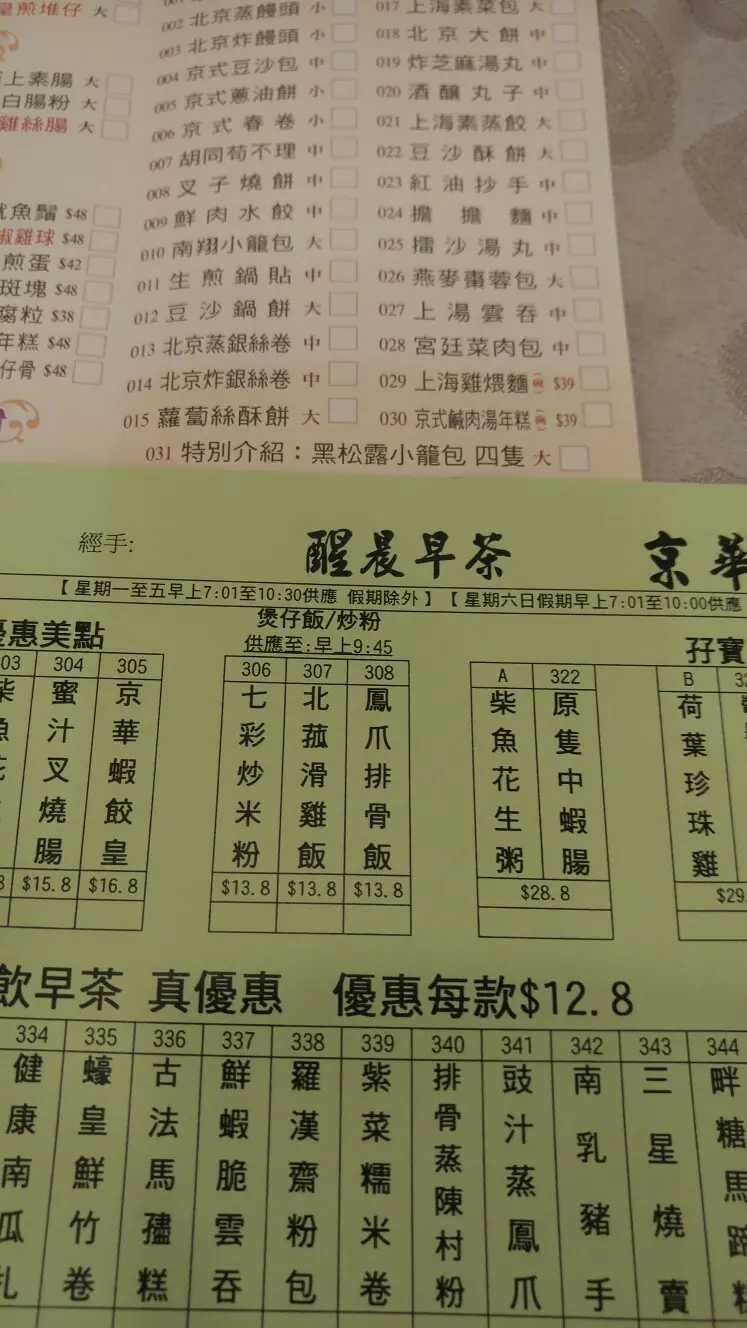 皇煎堆仔 大
上素腸 大
白腸粉 大
雞絲腸 大
魷魚鬚 $48
椒雞球 $48
煎蛋 $42
斑塊 $48
腐粒 $38
年糕 $48
仔骨 $48
002 北京蒸饅頭 小
003 北京炸饅頭 小
004 京式豆沙包 中
005 京式蔥油餅 小
006 京式春卷 小
007 胡同苟不理 中
008 叉子燒餅 中
009 鮮肉水餃 中
010 南翔小籠包 大
011 生煎鍋貼 中
012 豆沙鍋餅 大
013 北京蒸銀絲卷 中
014 北京炸銀絲卷 中
015 蘿蔔絲酥餅 大
017 上海素菜包 大
018 北京大餅 中
019 炸芝麻湯丸 中
020 酒釀丸子 中
021 上海素蒸餃 大
022 豆沙酥餅 大
023 紅油抄手 中
024 擔擔麵 中
025 擂沙湯丸 中
026 燕麥棗蓉包 大
027 上湯雲吞 中
028 宮廷菜肉包 中
029 上海雞煨麵 $39
030 京式鹹肉湯年糕 $39
031 特別介紹：黑松露小籠包 四隻 大
經手:
醒晨早茶
京華
【星期一至五早上7:01至10:30供應 假期除外】【星期六日假期早上7:01至10:00供應
優惠美點
304 蜜汁叉燒腸 $15.8
305 京華蝦餃皇 $16.8
煲仔飯/炒粉
供應至:早上9:45
306 七彩炒米粉 $13.8
307 北菰滑雞飯 $13.8
308 鳳爪排骨飯 $13.8
孖寶
A 柴魚花生粥
322 原隻中蝦腸
$28.8
B 荷葉珍珠雞
$29.
飲早茶 真優惠 優惠每款$12.8
334 健康南瓜
335 蠔皇鮮竹卷
336 古法馬𥻵糕
337 鮮蝦脆雲吞
338 羅漢齋粉包
339 紫菜糯米卷
340 排骨蒸陳村粉
341 豉汁蒸鳳爪
342 南乳豬手
343 三星燒賣
344 畔糖馬蹄糕